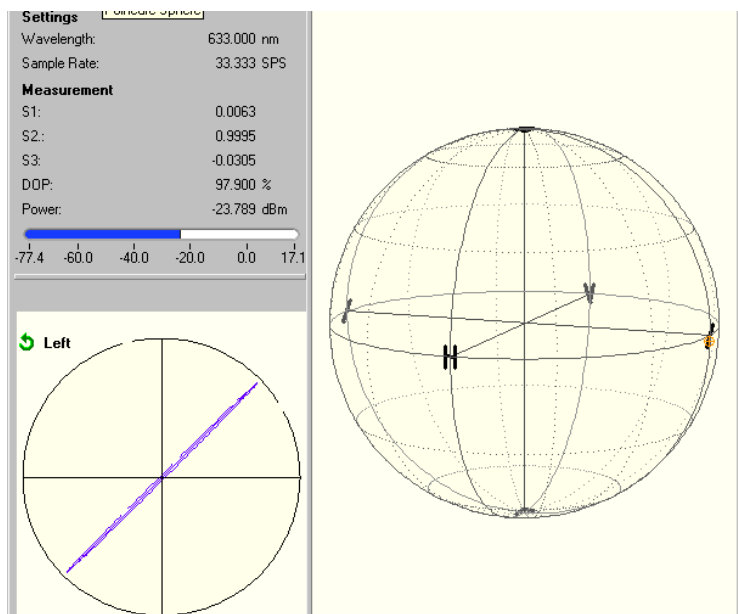 Settings
Poincare Sphere
Wavelength: 633.000 nm
Sample Rate: 33.333 SPS
Measurement
S1: 0.0063
S2.: 0.9995
S3: -0.0305
DOP: 97.900 %
Power: -23.789 dBm
-77.4 -60.0 -40.0 -20.0 0.0 17.1
Left
V
H